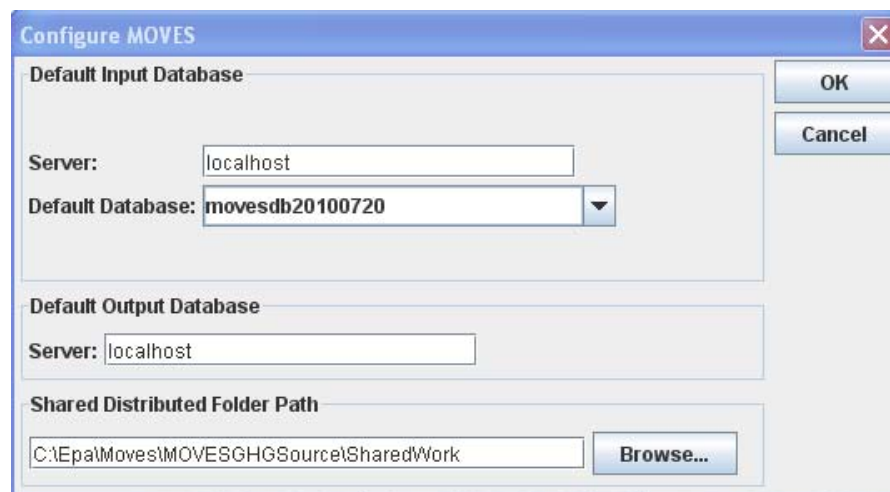 Configure MOVES
Default Input Database
OK
Cancel
Server: localhost
Default Database: movesdb20100720
Default Output Database
Server: localhost
Shared Distributed Folder Path
C:\Epa\Moves\MOVESGHGSource\SharedWork Browse...